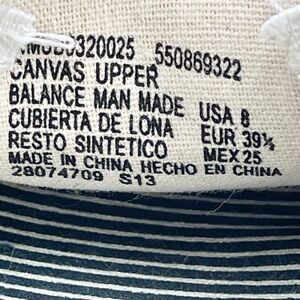 550869322
CANVAS UPPER
BALANCE MAN MADE USA 8
CUBIERTA DE LONA EUR 39½
RESTO SINTETICO MEX 25
MADE IN CHINA HECHO EN CHINA
28074709 S13